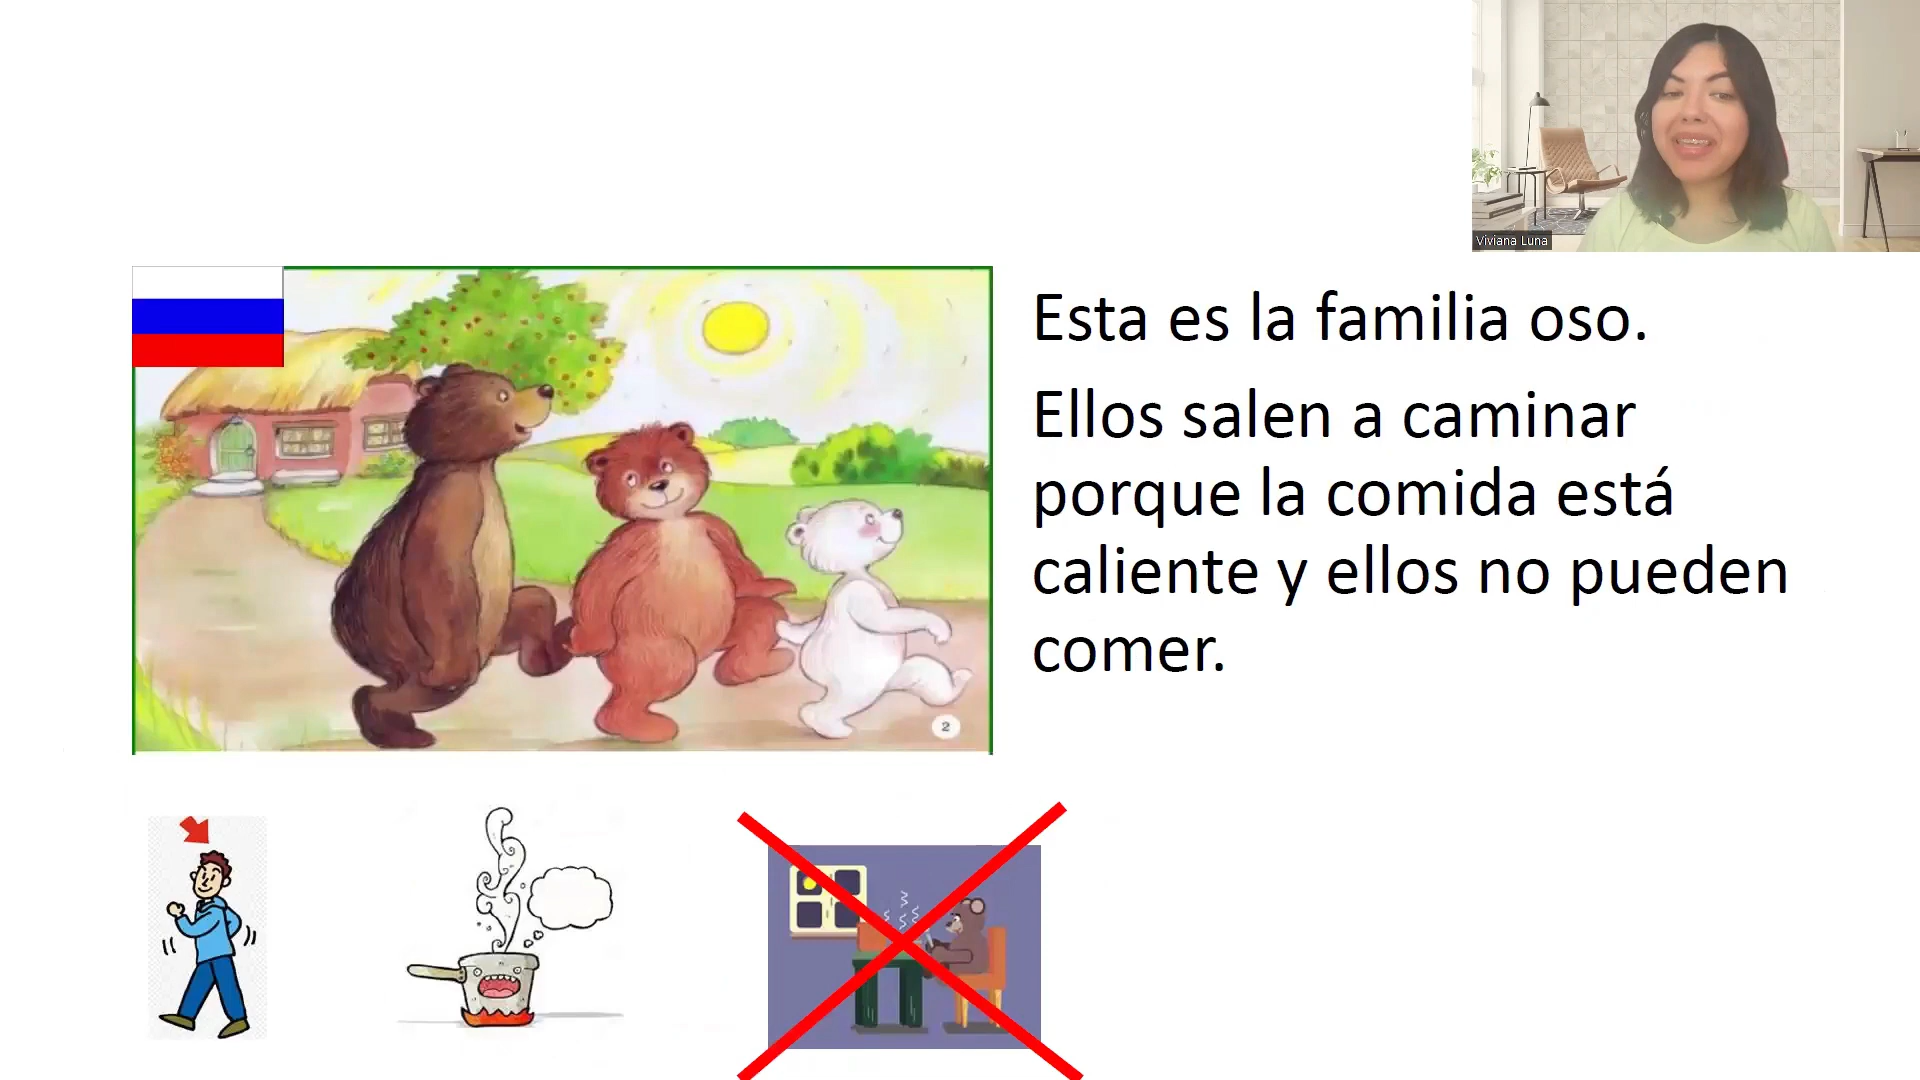 Viviana Luna
Esta es la familia oso.
Ellos salen a caminar
porque la comida está
caliente y ellos no pueden
comer.
2